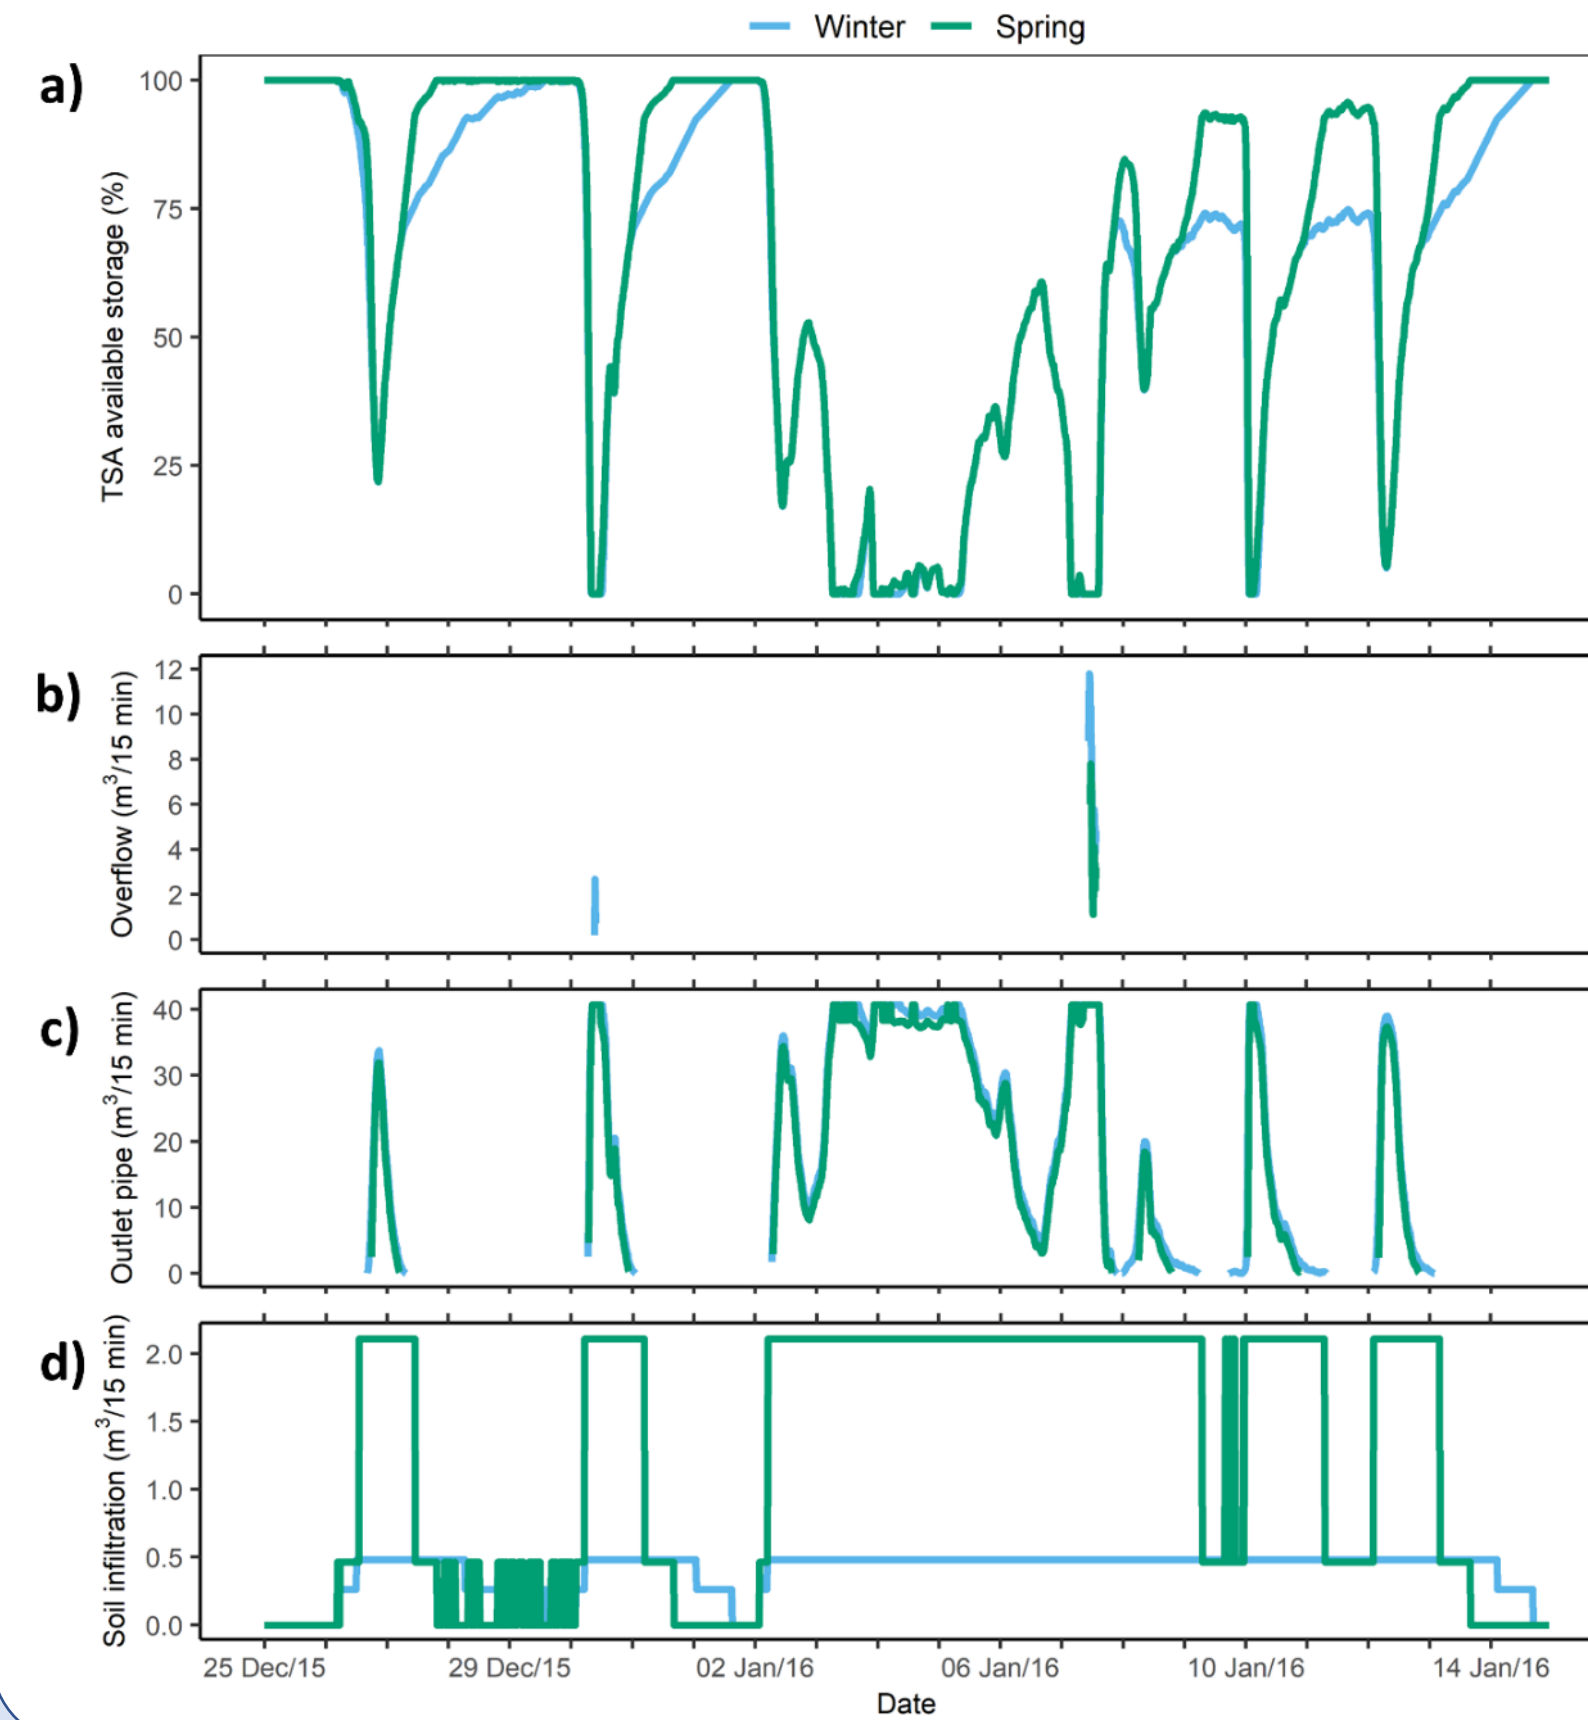 Winter Spring
a)
TSA available storage (%)
100
75
50
25
0
b)
Overflow (m³/15 min)
12
10
8
6
4
2
0
c)
Outlet pipe (m³/15 min)
40
30
20
10
0
d)
Soil infiltration (m³/15 min)
2.0
1.5
1.0
0.5
0.0
25 Dec/15 29 Dec/15 02 Jan/16 06 Jan/16 10 Jan/16 14 Jan/16
Date